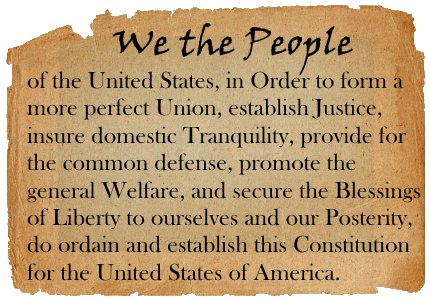 We the People
of the United States, in Order to form a
more perfect Union, establish Justice,
insure domestic Tranquility, provide for
the common defense, promote the
general Welfare, and secure the Blessings
of Liberty to ourselves and our Posterity,
do ordain and establish this Constitution
for the United States of America.